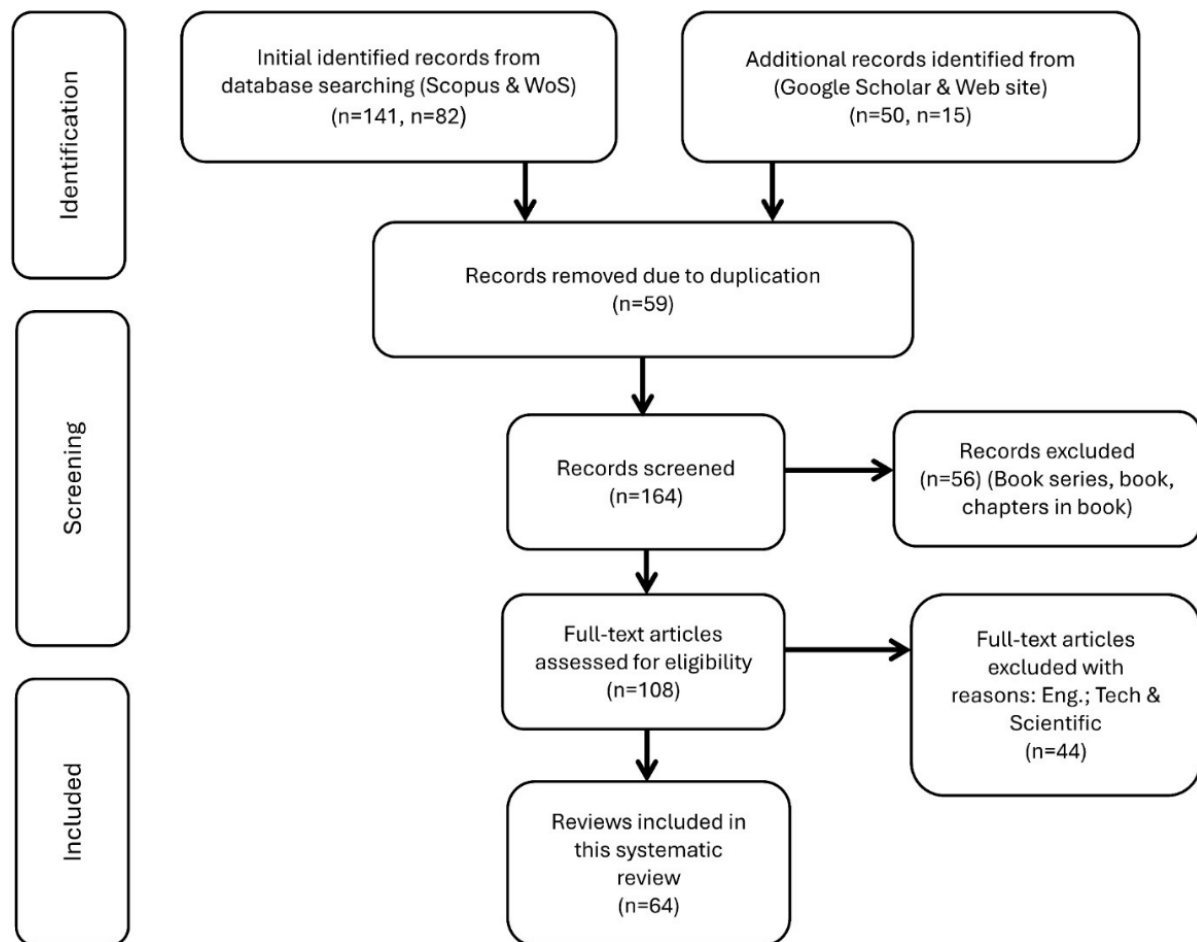 Identification
Initial identified records from
database searching (Scopus & WoS)
(n=141, n=82)
Additional records identified from
(Google Scholar & Web site)
(n=50, n=15)
Records removed due to duplication
(n=59)
Screening
Records screened
(n=164)
Records excluded
(n=56) (Book series, book,
chapters in book)
Full-text articles
assessed for eligibility
(n=108)
Full-text articles
excluded with
reasons: Eng.; Tech &
Scientific
(n=44)
Included
Reviews included in
this systematic
review
(n=64)